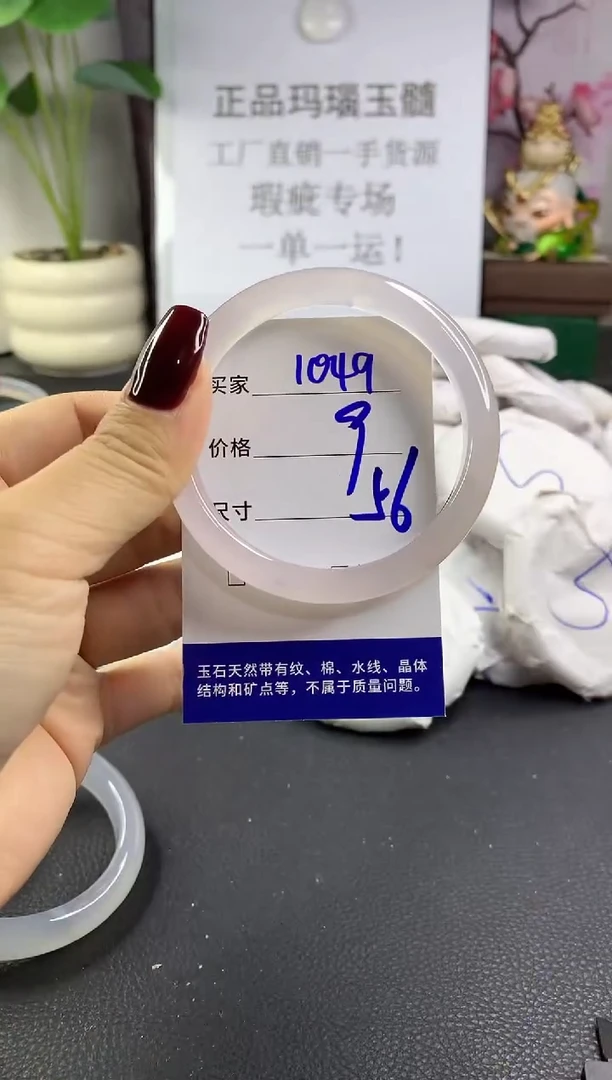 正品玛瑙玉髓
工厂直销一手货源
瑕疵专场
一单一运！
买家 1049
价格 9
尺寸 56
玉石天然带有纹、棉、水线、晶体
结构和矿点等，不属于质量问题。